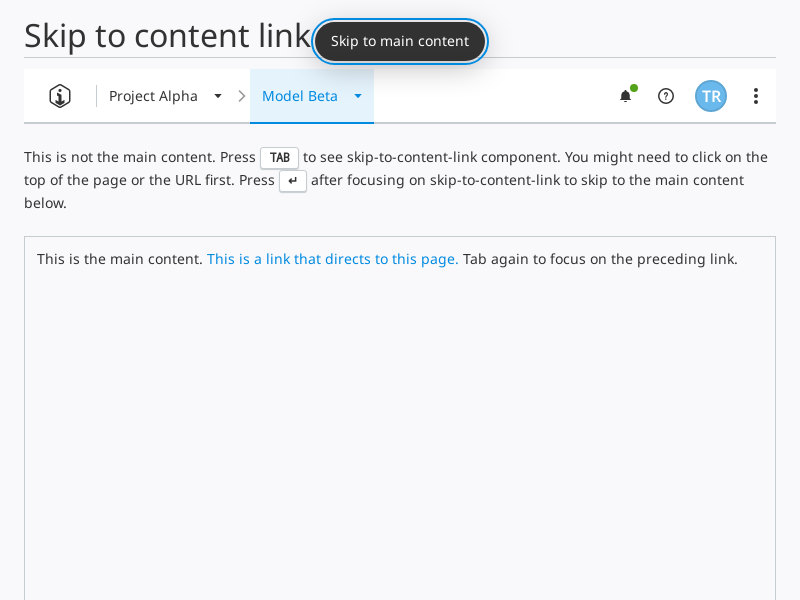 Skip to content link
Skip to main content
Project Alpha
Model Beta
TR
This is not the main content. Press TAB to see skip-to-content-link component. You might need to click on the
top of the page or the URL first. Press ↵ after focusing on skip-to-content-link to skip to the main content
below.
This is the main content. This is a link that directs to this page. Tab again to focus on the preceding link.